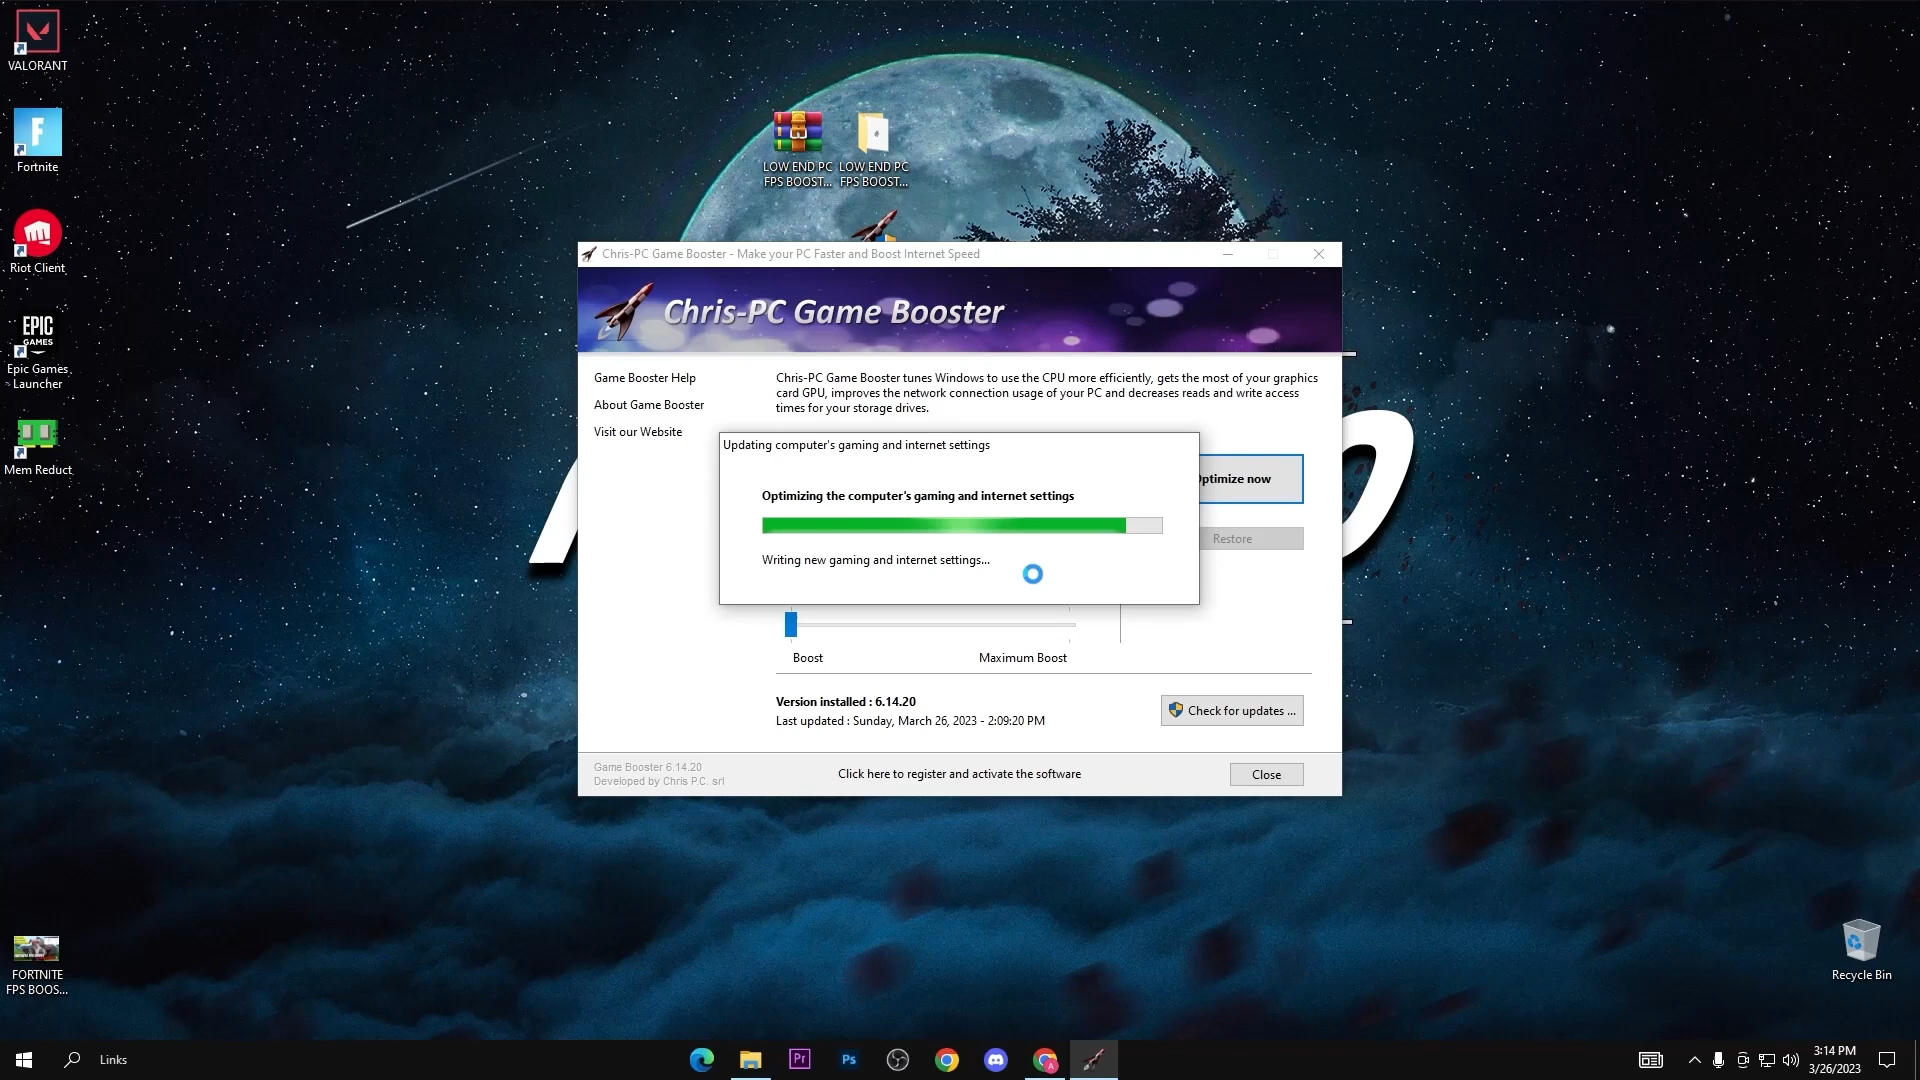 VALORANT
Fortnite
Riot Client
EPIC
GAMES
Epic Games
Launcher
Mem Reduct
FORTNITE
FPS BOOS...
LOW END PC
FPS BOOST...
LOW END PC
FPS BOOST...
Chris-PC Game Booster - Make your PC Faster and Boost Internet Speed
Chris-PC Game Booster
Game Booster Help
About Game Booster
Visit our Website
Chris-PC Game Booster tunes Windows to use the CPU more efficiently, gets the most of your graphics
card GPU, improves the network connection usage of your PC and decreases reads and write access
times for your storage drives.
Updating computer's gaming and internet settings
Optimizing the computer's gaming and internet settings
Writing new gaming and internet settings...
ptimize now
Restore
Boost
Maximum Boost
Version installed : 6.14.20
Last updated : Sunday, March 26, 2023 - 2:09:20 PM
Check for updates ...
Game Booster 6.14.20
Developed by Chris P.C. srl
Click here to register and activate the software
Close
Recycle Bin
Links
Pr
Ps
A
3:14 PM
3/26/2023